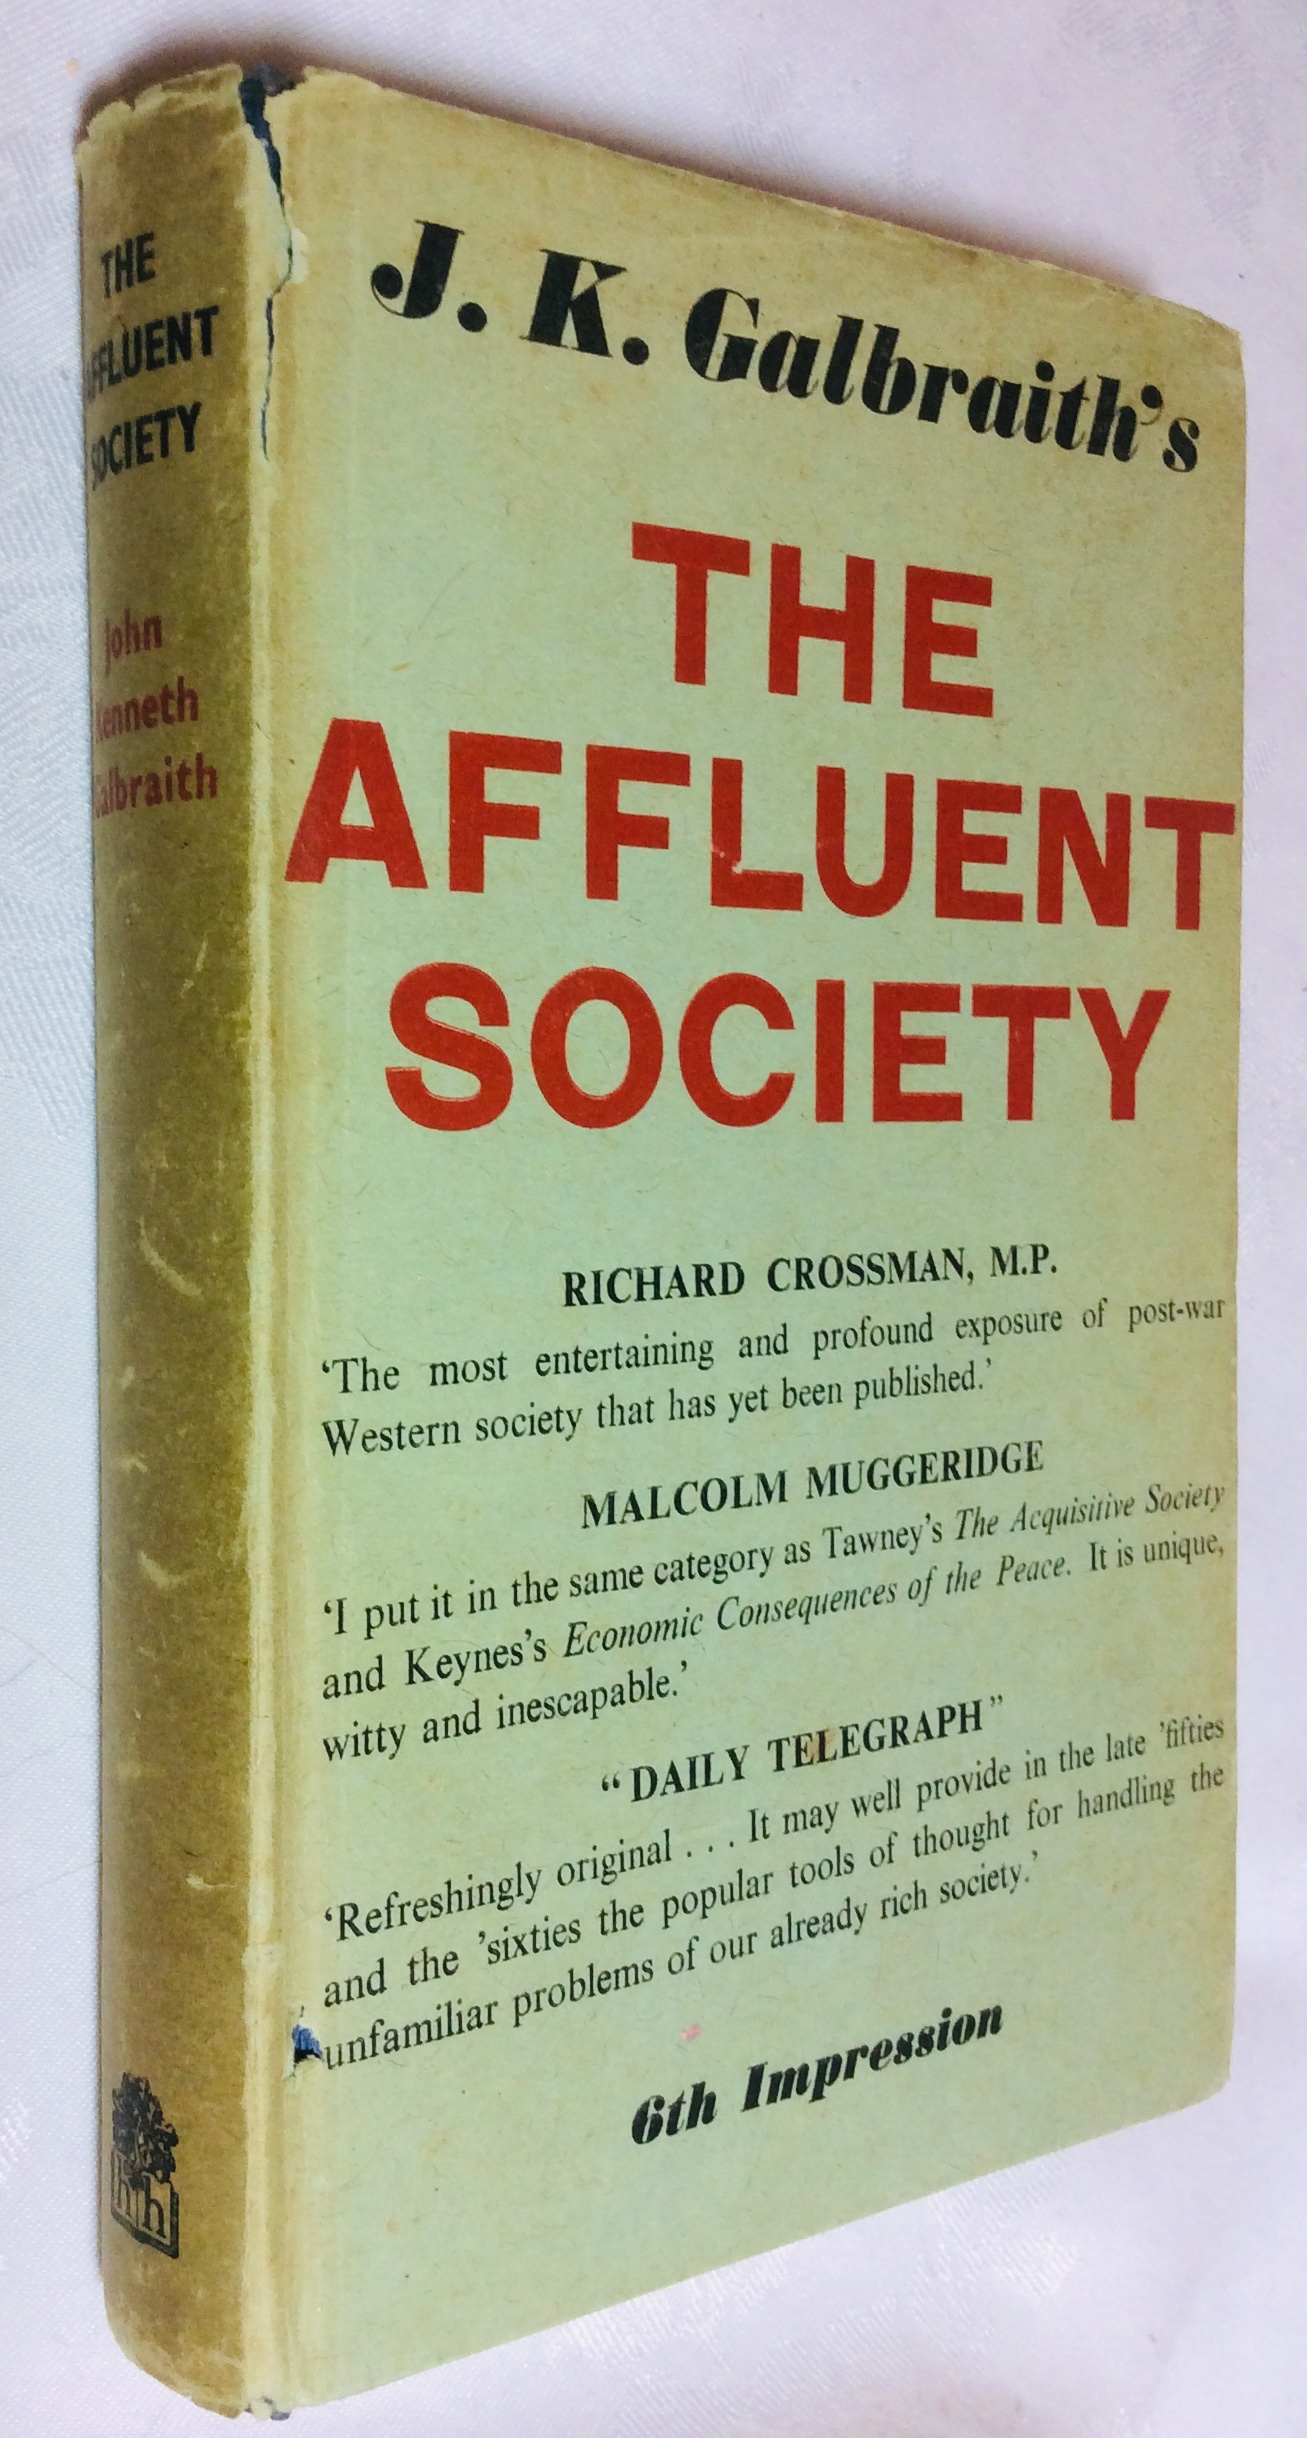 THE
AFFLUENT
SOCIETY
John
Kenneth
Galbraith
hh
J. K. Galbraith's
THE
AFFLUENT
SOCIETY
RICHARD CROSSMAN, M.P.
‘The most entertaining and profound exposure of post-war
Western society that has yet been published.’
MALCOLM MUGGERIDGE
‘I put it in the same category as Tawney’s The Acquisitive Society
and Keynes’s Economic Consequences of the Peace. It is unique,
witty and inescapable.’
“DAILY TELEGRAPH”
‘Refreshingly original . . . It may well provide in the late ’fifties
and the ’sixties the popular tools of thought for handling the
unfamiliar problems of our already rich society.’
6th Impression